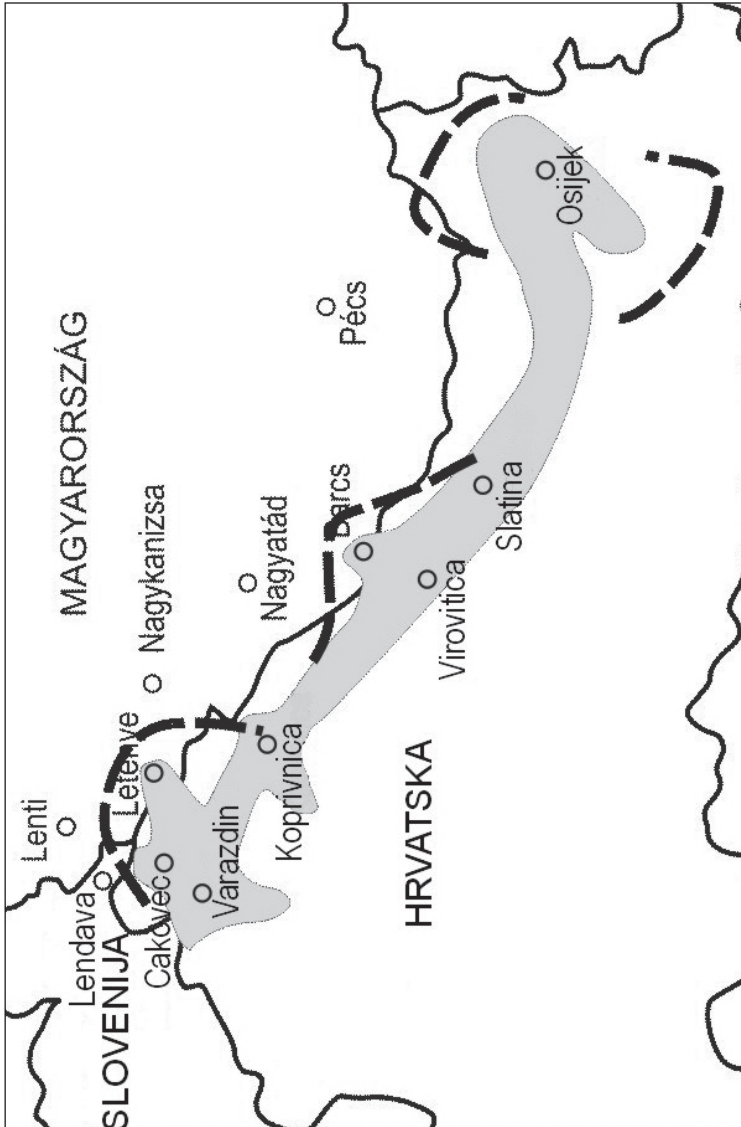 MAGYARORSZÁG
Lenti
Lendava
SLOVENIJA
Letenye
Nagykanizsa
Cakovec
Varazdin
Nagyatád
Koprivnica
Pécs
Barcs
HRVATSKA
Virovitica
Slatina
Osijek